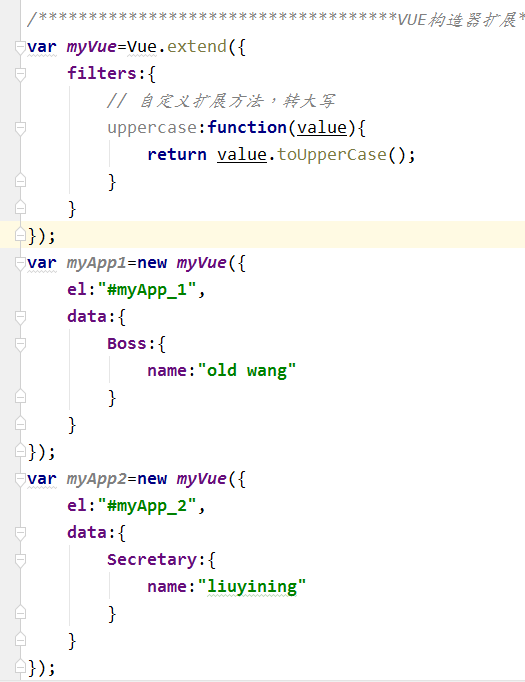 /************************************VUE构造器扩展*
var myVue=Vue.extend({
filters:{
// 自定义扩展方法，转大写
uppercase:function(value){
return value.toUpperCase();
}
}
});
var myApp1=new myVue({
el:"#myApp_1",
data:{
Boss:{
name:"old wang"
}
}
});
var myApp2=new myVue({
el:"#myApp_2",
data:{
Secretary:{
name:"liuyining"
}
}
});